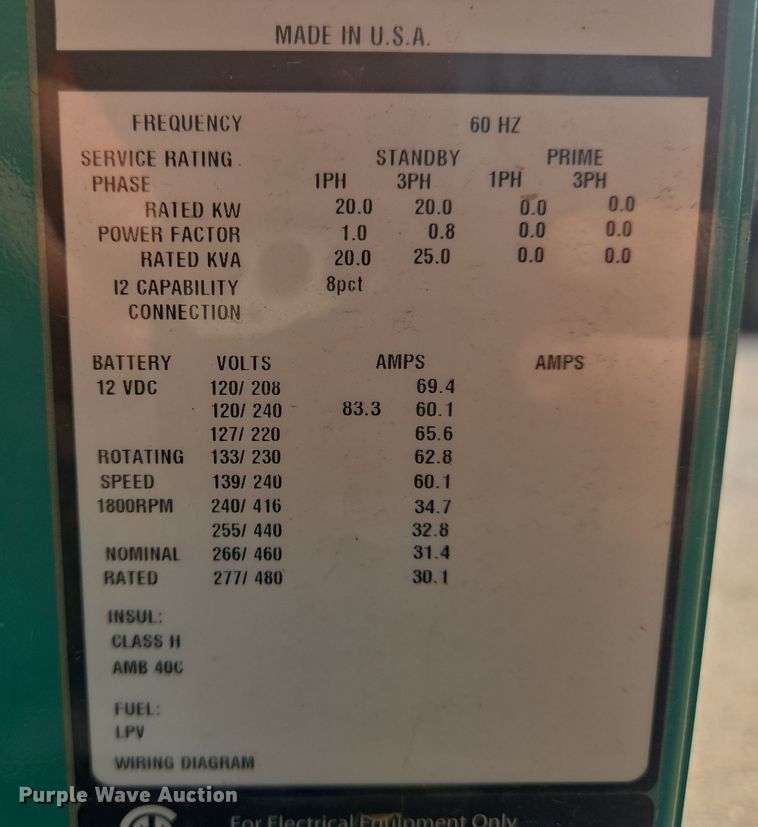 MADE IN U.S.A.
FREQUENCY 60 HZ
SERVICE RATING STANDBY PRIME
PHASE 1PH 3PH 1PH 3PH
RATED KW 20.0 20.0 0.0 0.0
POWER FACTOR 1.0 0.8 0.0 0.0
RATED KVA 20.0 25.0 0.0 0.0
I2 CAPABILITY 8pct
CONNECTION
BATTERY VOLTS AMPS AMPS
12 VDC 120/ 208 69.4
120/ 240 83.3 60.1
127/ 220 65.6
ROTATING 133/ 230 62.8
SPEED 139/ 240 60.1
1800RPM 240/ 416 34.7
255/ 440 32.8
NOMINAL 266/ 460 31.4
RATED 277/ 480 30.1
INSUL:
CLASS H
AMB 40C
FUEL:
LPV
WIRING DIAGRAM
Purple Wave Auction
For Electrical Equipment Only